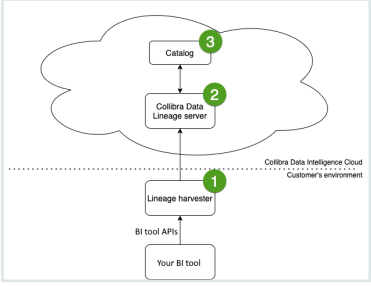 3
Catalog
2
Collibra Data
Lineage server
Collibra Data Intelligence Cloud
Customer's environment
1
Lineage harvester
BI tool APIs
Your BI tool